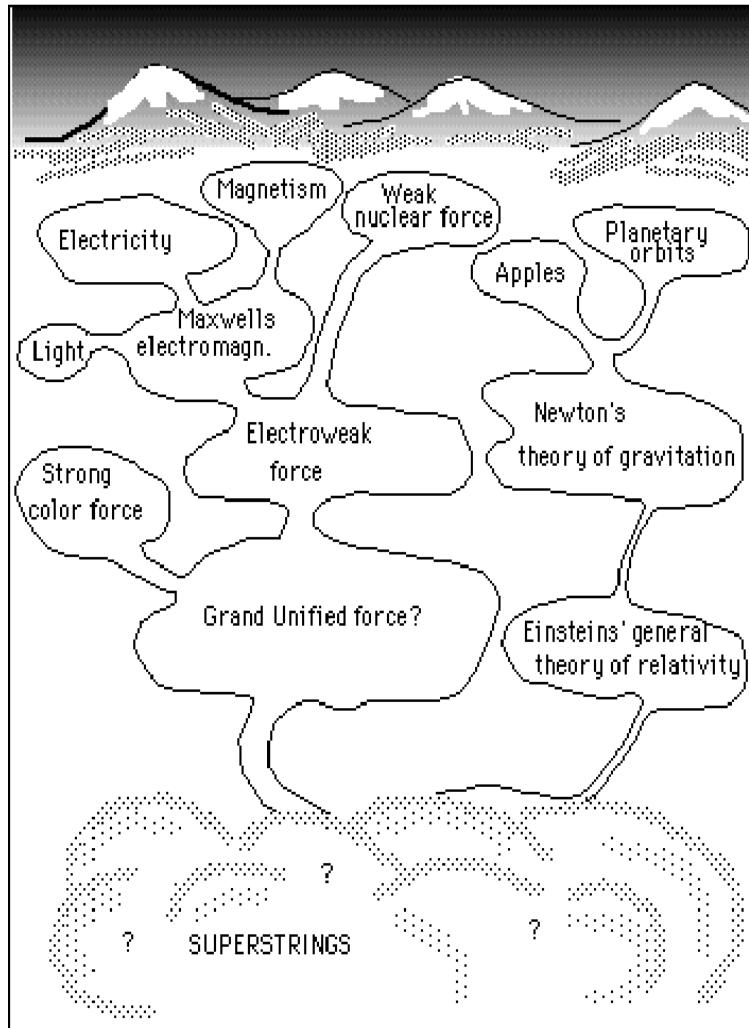 Magnetism
Weak
nuclear force
Electricity
Planetary
orbits
Apples
Maxwells
electromagn.
Light
Newton's
theory of gravitation
Electroweak
force
Strong
color force
Grand Unified force?
Einsteins' general
theory of relativity
?
?
SUPERSTRINGS
?